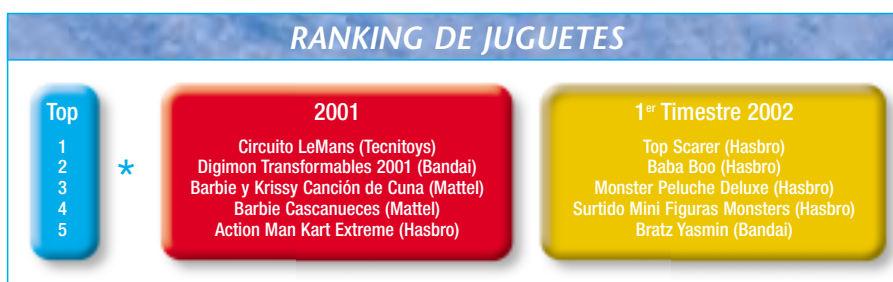 RANKING DE JUGUETES
Top
1
2
3
4
5
*
2001
Circuito LeMans (Tecnitoys)
Digimon Transformables 2001 (Bandai)
Barbie y Krissy Canción de Cuna (Mattel)
Barbie Cascanueces (Mattel)
Action Man Kart Extreme (Hasbro)
1er Timestre 2002
Top Scarer (Hasbro)
Baba Boo (Hasbro)
Monster Peluche Deluxe (Hasbro)
Surtido Mini Figuras Monsters (Hasbro)
Bratz Yasmin (Bandai)